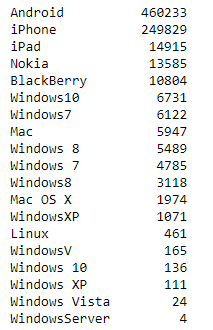 Android 460233
iPhone 249829
iPad 14915
Nokia 13585
BlackBerry 10804
Windows10 6731
Windows7 6122
Mac 5947
Windows 8 5489
Windows 7 4785
Windows8 3118
Mac OS X 1974
WindowsXP 1071
Linux 461
WindowsV 165
Windows 10 136
Windows XP 111
Windows Vista 24
WindowsServer 4